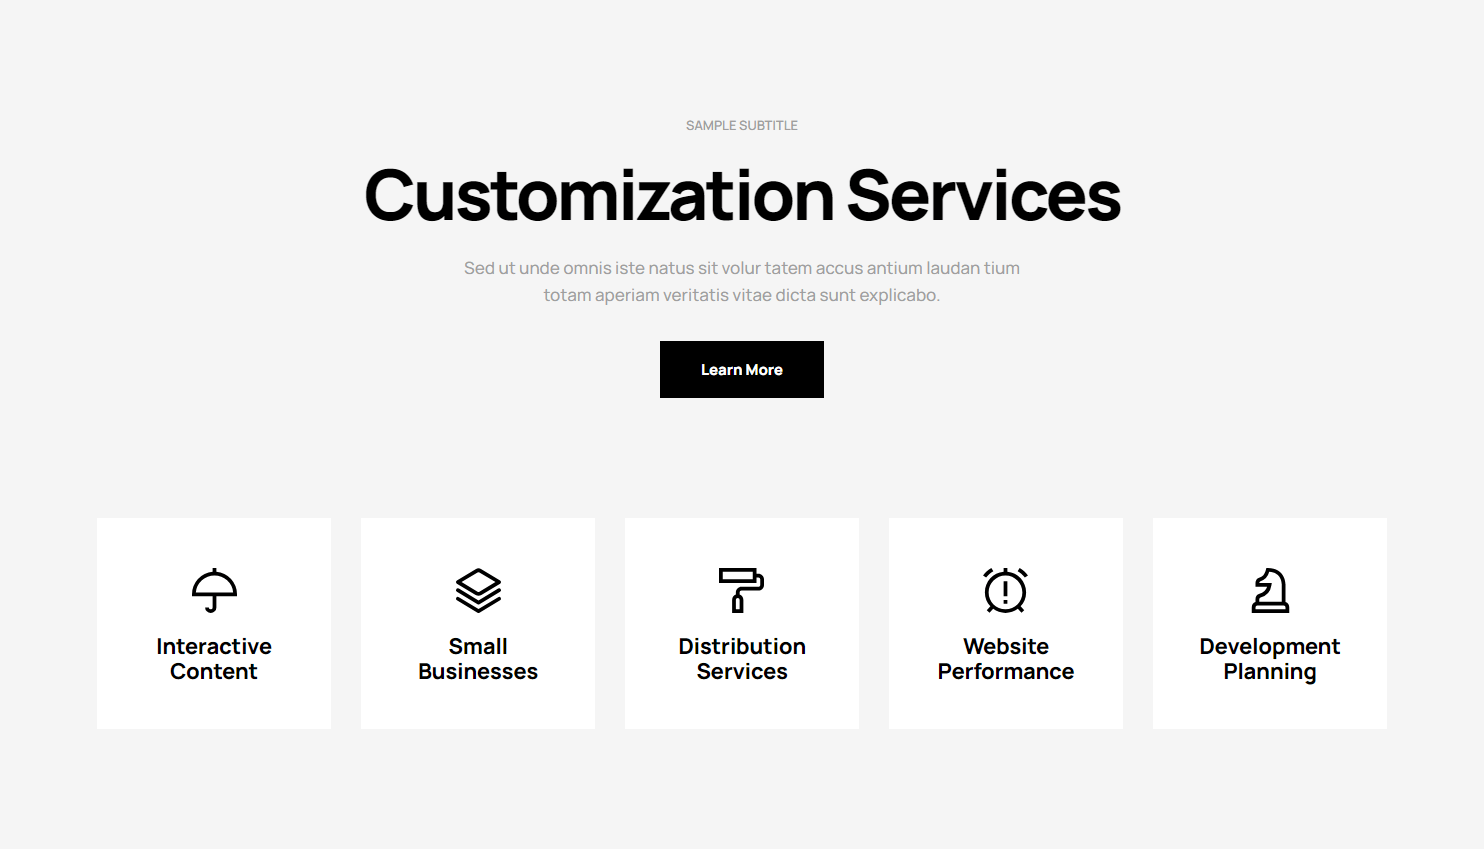 SAMPLE SUBTITLE
Customization Services
Sed ut unde omnis iste natus sit volur tatem accus antium laudan tium
totam aperiam veritatis vitae dicta sunt explicabo.
Learn More
Interactive
Content
Small
Businesses
Distribution
Services
Website
Performance
Development
Planning